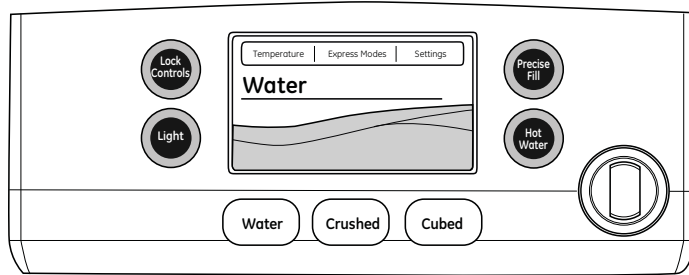 Lock
Controls
Temperature | Express Modes | Settings
Precise
Fill
Water
Light
Hot
Water
Water
Crushed
Cubed